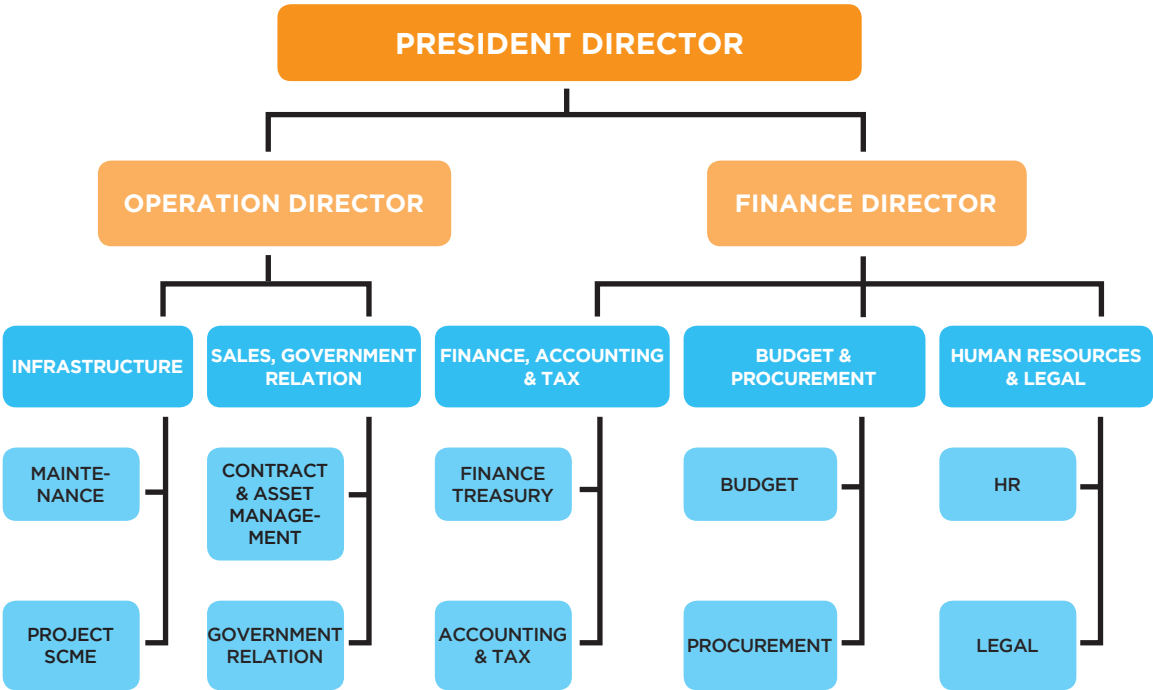 PRESIDENT DIRECTOR
OPERATION DIRECTOR
FINANCE DIRECTOR
INFRASTRUCTURE
SALES, GOVERNMENT
RELATION
FINANCE, ACCOUNTING
& TAX
BUDGET &
PROCUREMENT
HUMAN RESOURCES
& LEGAL
MAINTE-
NANCE
CONTRACT
& ASSET
MANAGE-
MENT
FINANCE
TREASURY
BUDGET
HR
PROJECT
SCME
GOVERNMENT
RELATION
ACCOUNTING
& TAX
PROCUREMENT
LEGAL